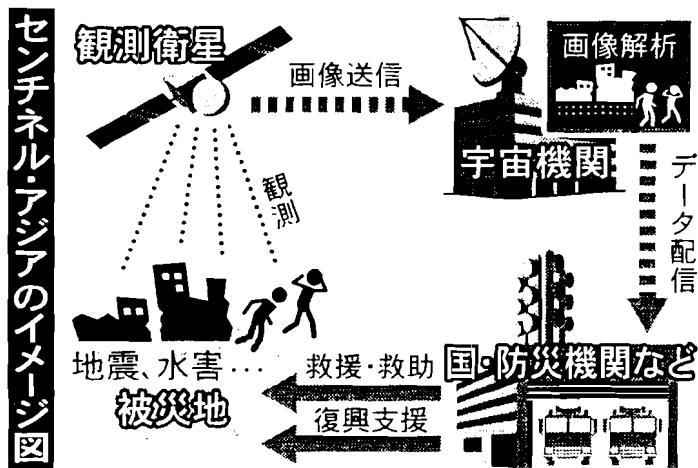 センチネル・アジアのイメージ図
観測衛星
画像送信
画像解析
宇宙機関
観測
データ配信
地震、水害…
被災地
救援・救助
復興支援
国・防災機関など